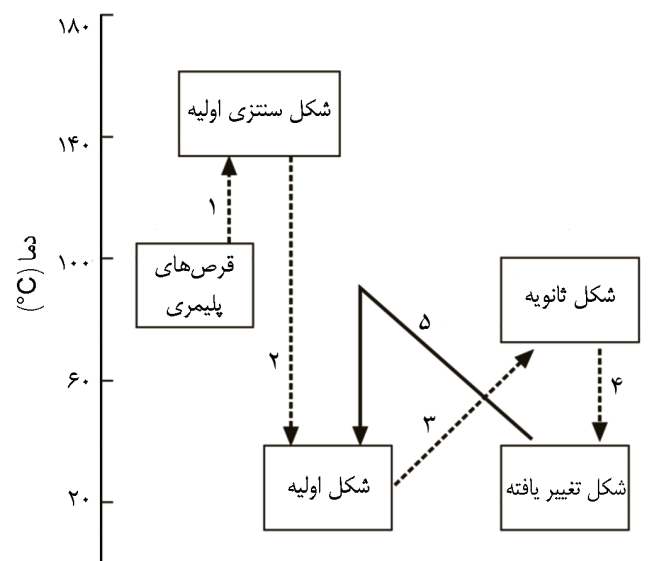 ۱۸۰
شکل سنتزی اولیه
۱۴۰
۱
قرص‌های
پلیمری
۱۰۰
شکل ثانویه
دما (°C)
۵
۲
۶۰
۳
۴
شکل اولیه
شکل تغییر یافته
۲۰